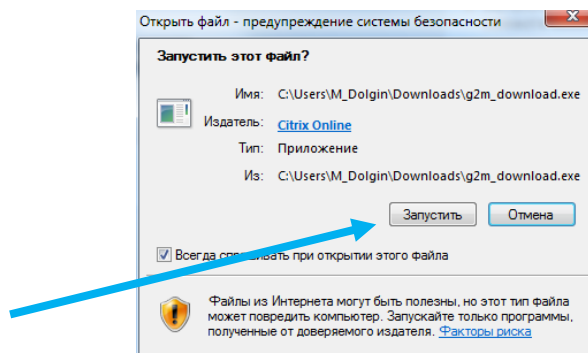 Открыть файл - предупреждение системы безопасности
Запустить этот файл?
Имя: C:\Users\M_Dolgin\Downloads\g2m_download.exe
Издатель: Citrix Online
Тип: Приложение
Из: C:\Users\M_Dolgin\Downloads\g2m_download.exe
Запустить Отмена
Всегда спрашивать при открытии этого файла
Файлы из Интернета могут быть полезны, но этот тип файла
может повредить компьютер. Запускайте только программы,
полученные от доверяемого издателя. Факторы риска